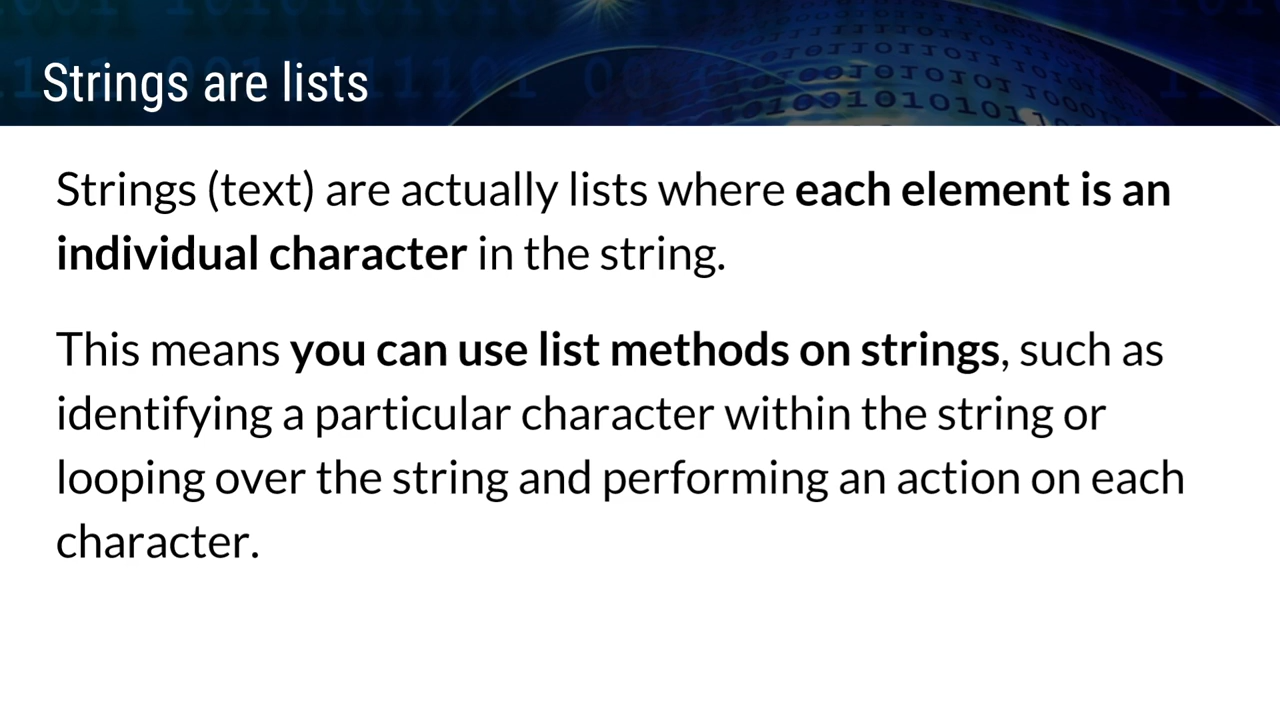 Strings are lists
Strings (text) are actually lists where each element is an
individual character in the string.
This means you can use list methods on strings, such as
identifying a particular character within the string or
looping over the string and performing an action on each
character.